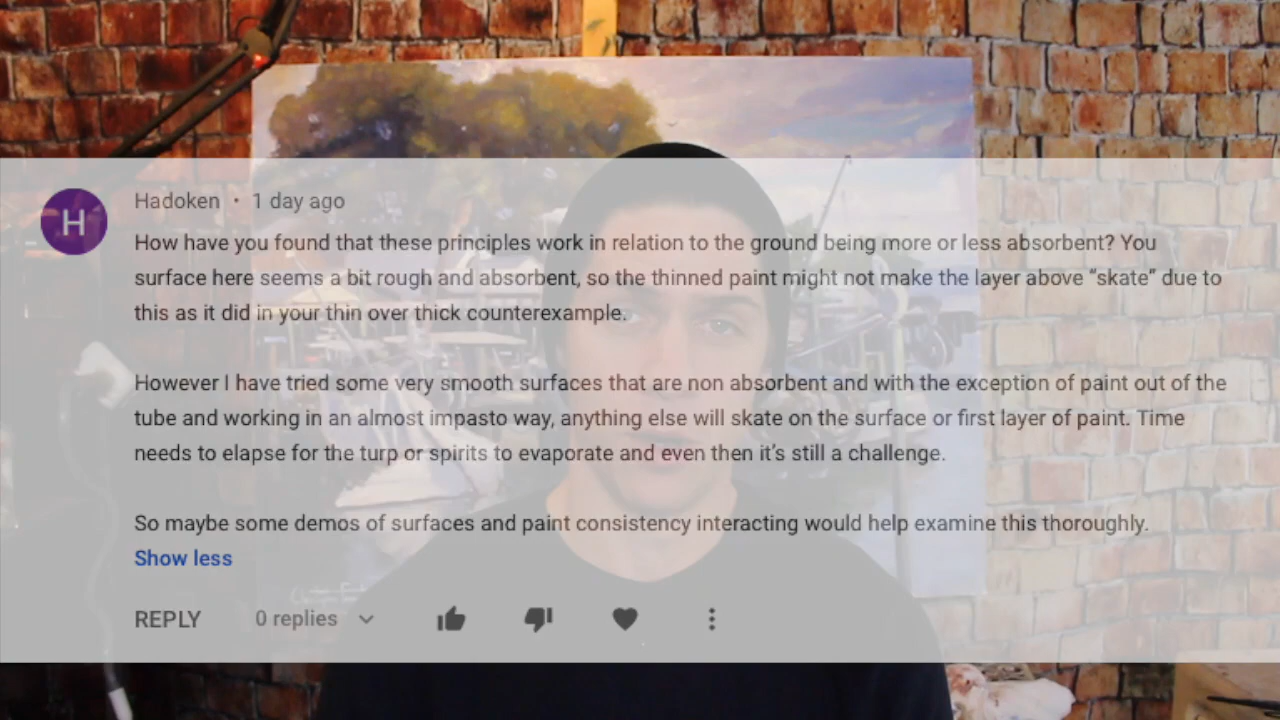 H
Hadoken · 1 day ago
How have you found that these principles work in relation to the ground being more or less absorbent? You
surface here seems a bit rough and absorbent, so the thinned paint might not make the layer above “skate” due to
this as it did in your thin over thick counterexample.
However I have tried some very smooth surfaces that are non absorbent and with the exception of paint out of the
tube and working in an almost impasto way, anything else will skate on the surface or first layer of paint. Time
needs to elapse for the turp or spirits to evaporate and even then it’s still a challenge.
So maybe some demos of surfaces and paint consistency interacting would help examine this thoroughly.
Show less
REPLY 0 replies